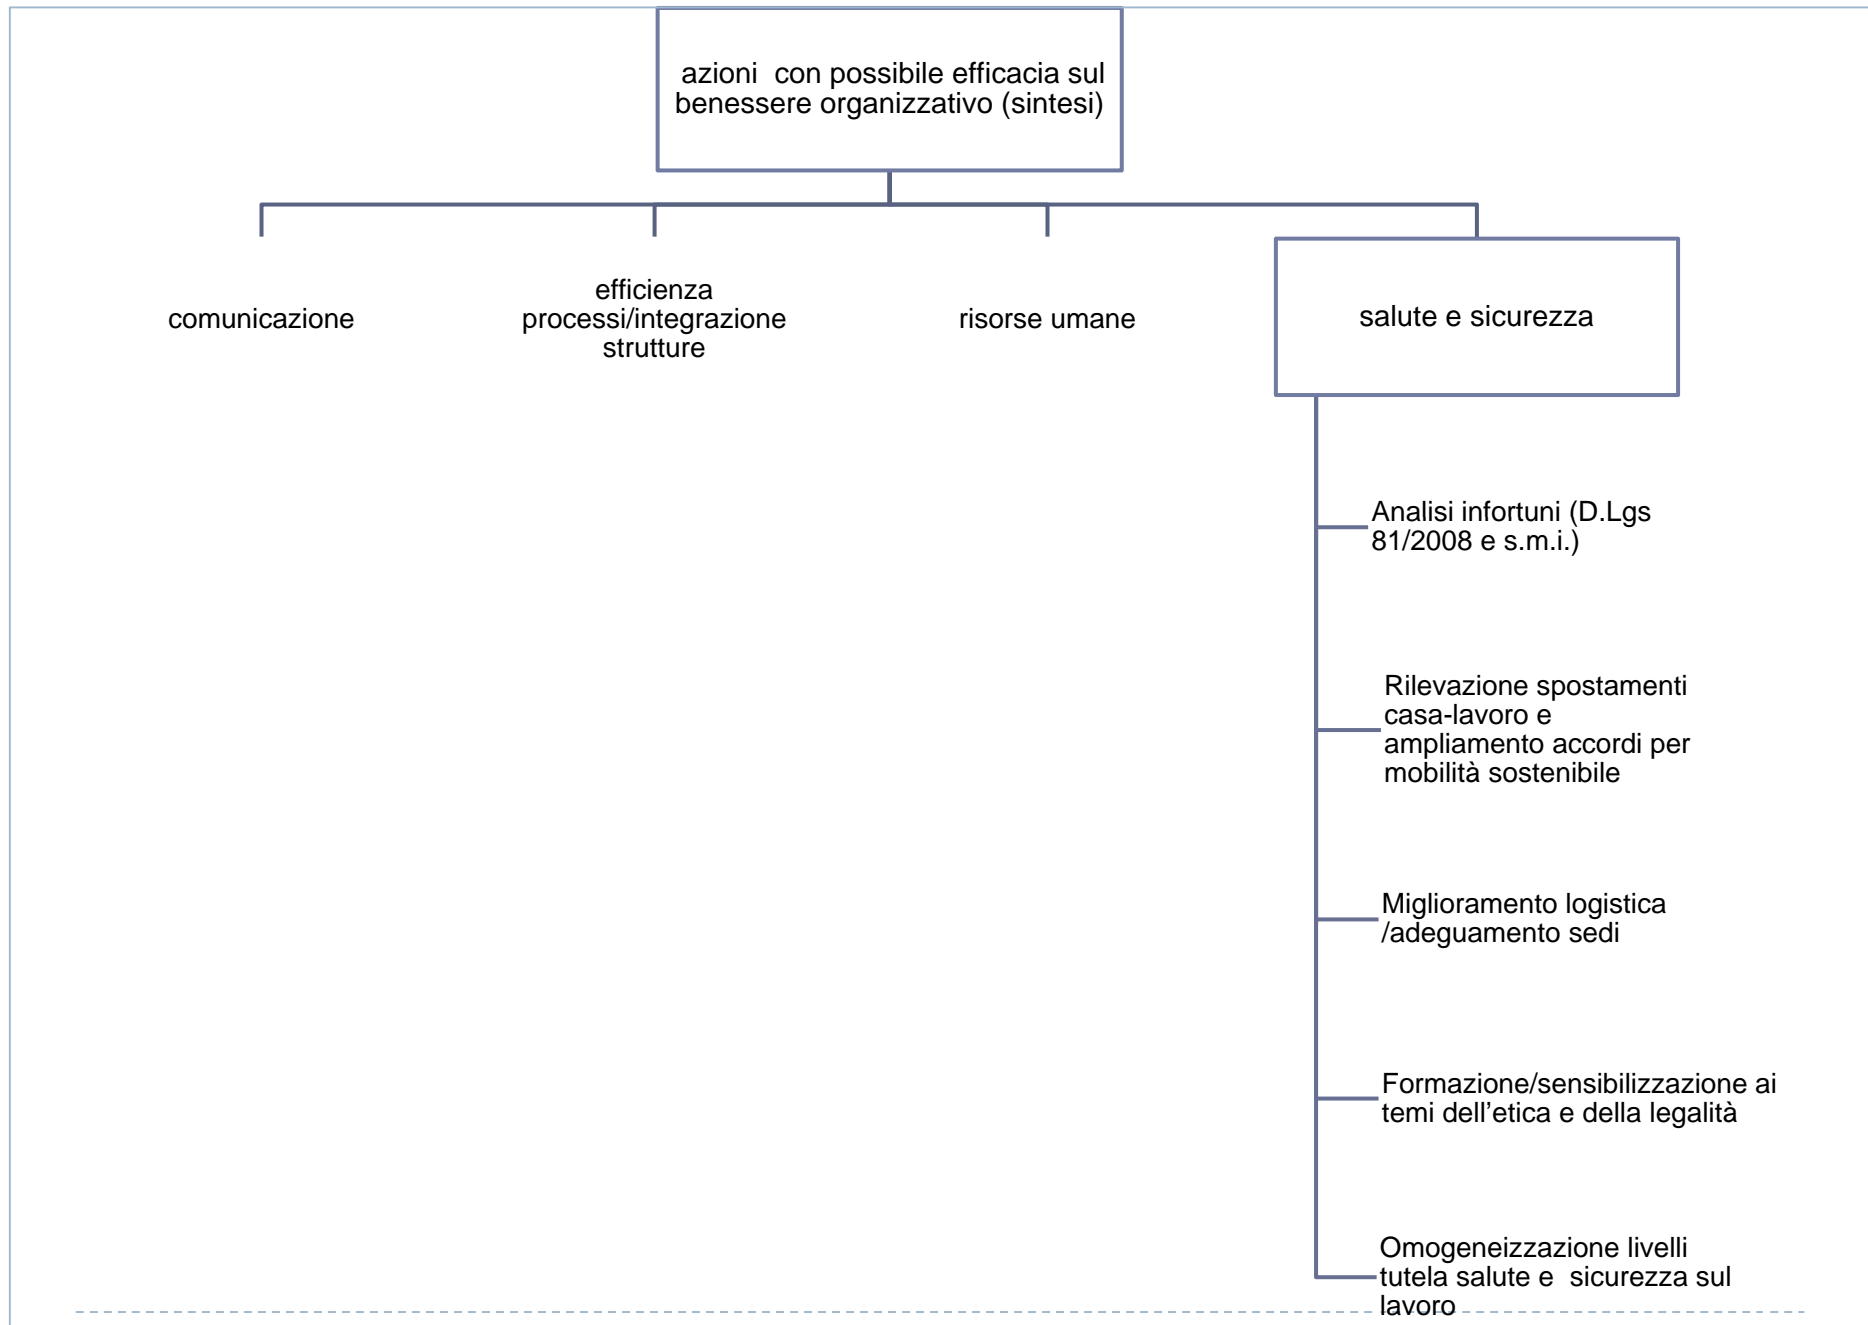 azioni  con possibile efficacia sul
benessere organizzativo (sintesi)
comunicazione
efficienza
processi/integrazione
strutture
risorse umane
salute e sicurezza
Analisi infortuni (D.Lgs
81/2008 e s.m.i.)
Rilevazione spostamenti
casa-lavoro e
ampliamento accordi per
mobilità sostenibile
Miglioramento logistica
/adeguamento sedi
Formazione/sensibilizzazione ai
temi dell’etica e della legalità
Omogeneizzazione livelli
tutela salute e  sicurezza sul
lavoro